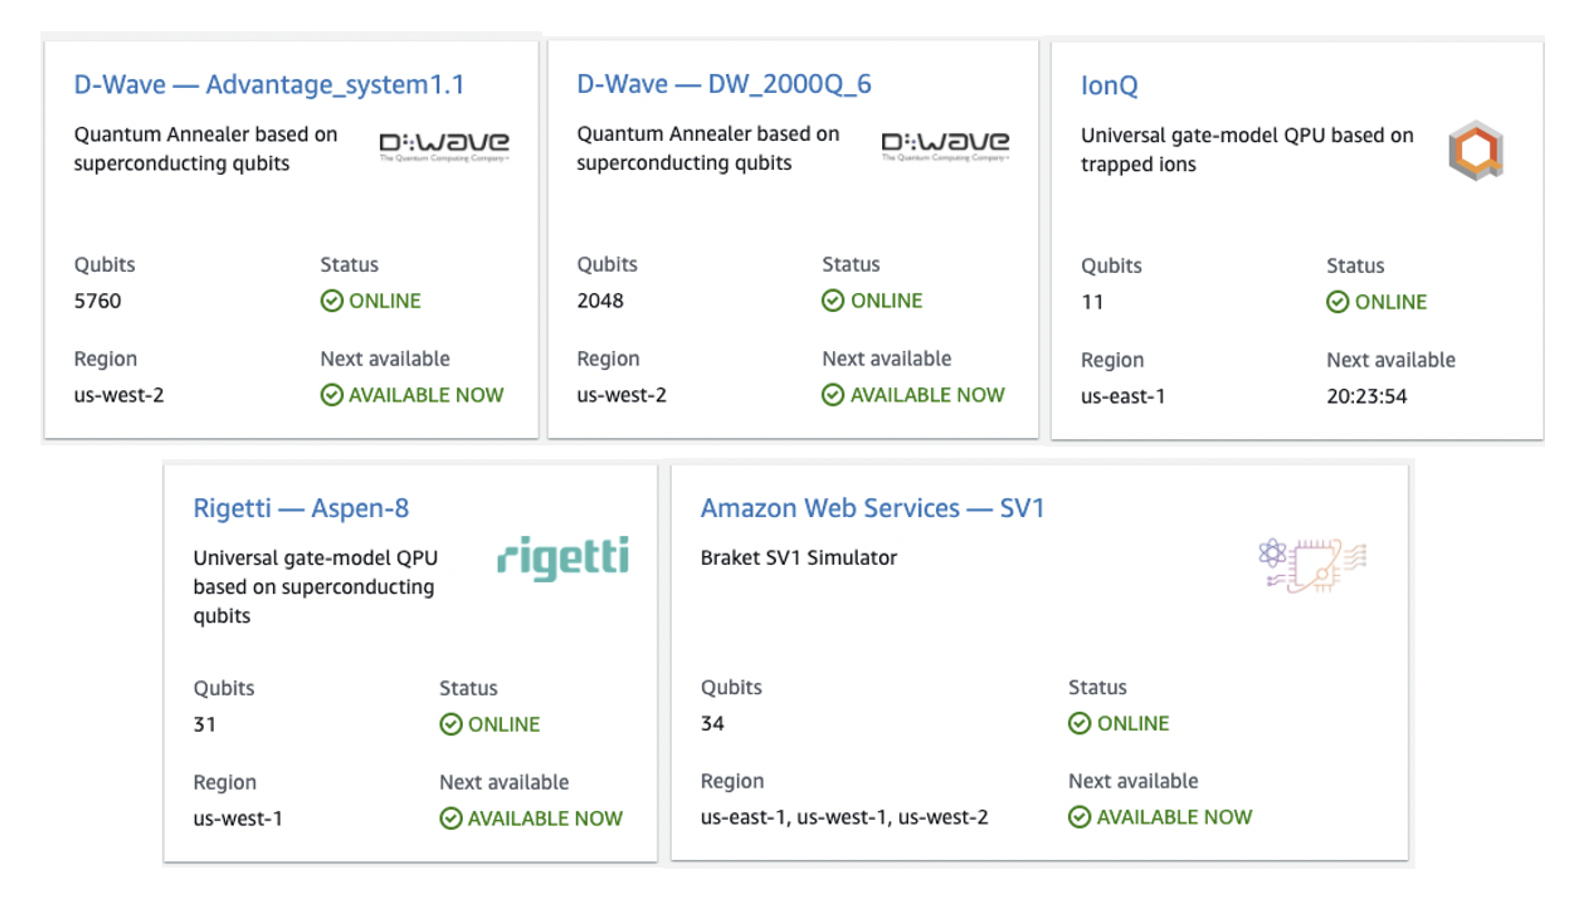 D-Wave — Advantage_system1.1
Quantum Annealer based on
superconducting qubits
D:wave
The Quantum Computing Company™
Qubits
Status
5760
ONLINE
Region
Next available
us-west-2
AVAILABLE NOW
D-Wave — DW_2000Q_6
Quantum Annealer based on
superconducting qubits
D:wave
The Quantum Computing Company™
Qubits
Status
2048
ONLINE
Region
Next available
us-west-2
AVAILABLE NOW
IonQ
Universal gate-model QPU based on
trapped ions
Qubits
Status
11
ONLINE
Region
Next available
us-east-1
20:23:54
Rigetti — Aspen-8
Universal gate-model QPU
based on superconducting
qubits
rigetti
Qubits
Status
31
ONLINE
Region
Next available
us-west-1
AVAILABLE NOW
Amazon Web Services — SV1
Braket SV1 Simulator
Qubits
Status
34
ONLINE
Region
Next available
us-east-1, us-west-1, us-west-2
AVAILABLE NOW